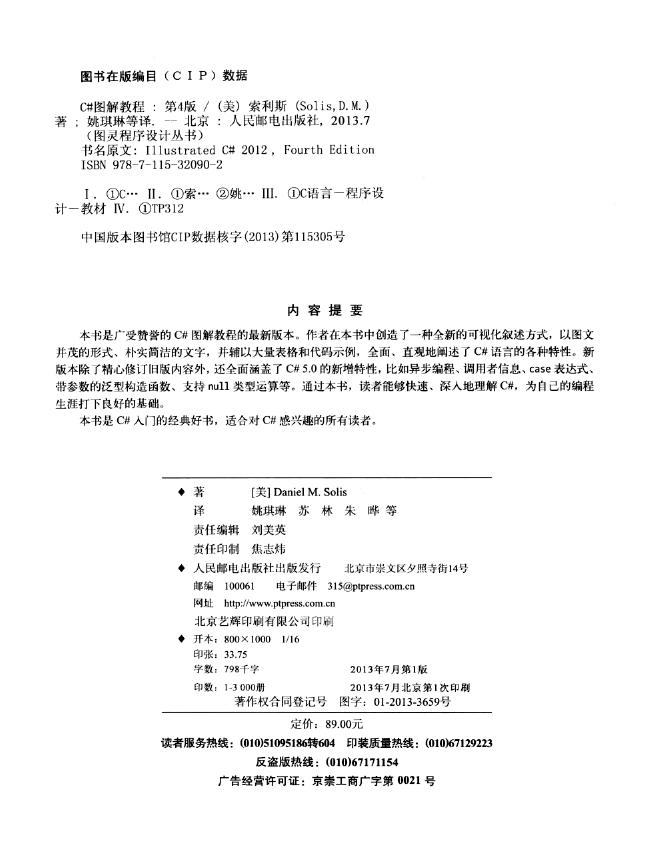 图书在版编目（CIP）数据
C#图解教程 : 第4版 / (美) 索利斯 (Solis,D.M.)
著 ; 姚琪琳等译. — 北京 : 人民邮电出版社, 2013.7
（图灵程序设计丛书）
书名原文: Illustrated C# 2012, Fourth Edition
ISBN 978-7-115-32090-2
Ⅰ. ①C… Ⅱ. ①索… ②姚… Ⅲ. ①C语言－程序设
计－教材 Ⅳ. ①TP312
中国版本图书馆CIP数据核字(2013)第115305号
内 容 提 要
本书是广受赞誉的 C# 图解教程的最新版本。作者在本书中创造了一种全新的可视化叙述方式，以图文
并茂的形式、朴实简洁的文字，并辅以大量表格和代码示例，全面、直观地阐述了 C# 语言的各种特性。新
版本除了精心修订旧版内容外，还全面涵盖了 C# 5.0 的新增特性，比如异步编程、调用者信息、case 表达式、
带参数的泛型构造函数、支持 null 类型运算等。通过本书，读者能够快速、深入地理解 C#，为自己的编程
生涯打下良好的基础。
本书是 C# 入门的经典好书，适合对 C# 感兴趣的所有读者。
◆ 著 [美] Daniel M. Solis
译 姚琪琳 苏 林 朱 晔 等
责任编辑 刘美英
责任印制 焦志炜
◆ 人民邮电出版社出版发行 北京市崇文区夕照寺街14号
邮编 100061 电子邮件 315@ptpress.com.cn
网址 http://www.ptpress.com.cn
北京艺辉印刷有限公司印刷
◆ 开本：800×1000 1/16
印张：33.75
字数：798千字 2013年7月第1版
印数：1-3 000册 2013年7月北京第1次印刷
著作权合同登记号 图字：01-2013-3659号
定价：89.00元
读者服务热线：(010)51095186转604 印装质量热线：(010)67129223
反盗版热线：(010)67171154
广告经营许可证：京崇工商广字第 0021 号